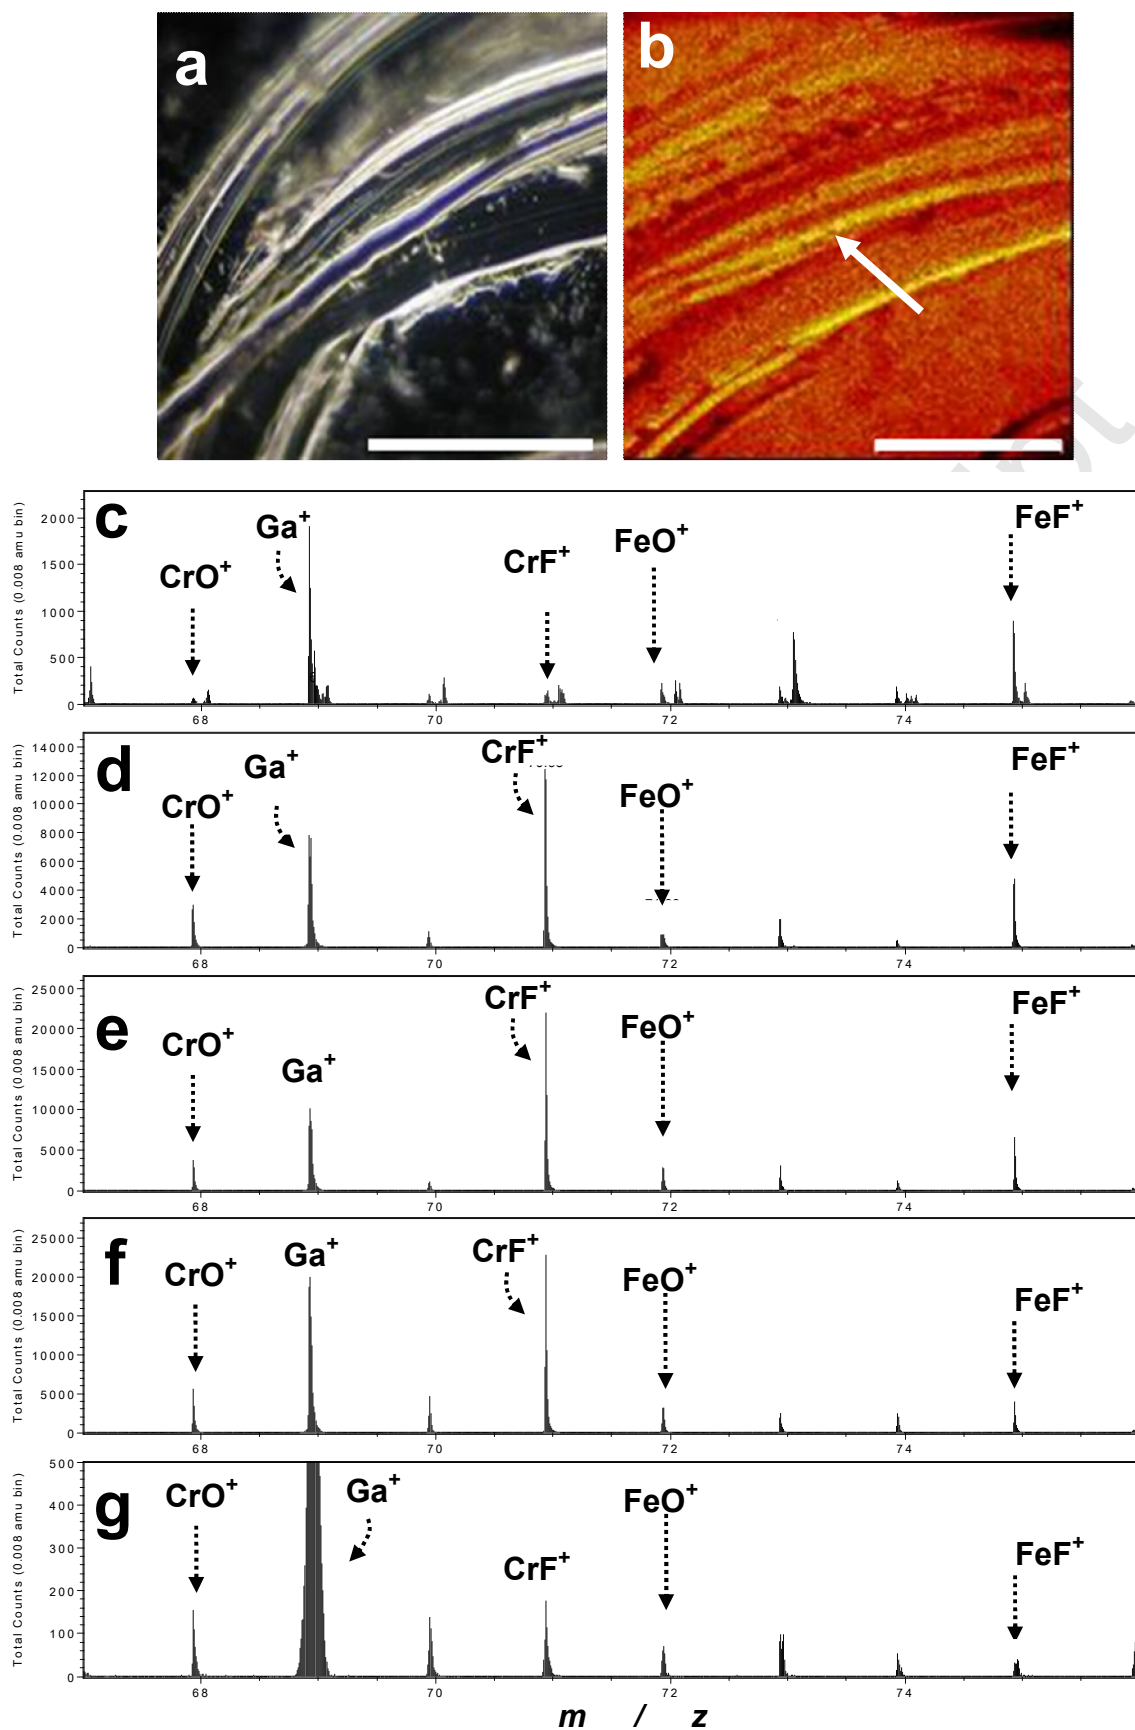 a
b
Total Counts (0.008 amu bin)
c
CrO+
Ga+
CrF+
FeO+
FeF+
2000
1500
1000
500
0
68
70
72
74
Total Counts (0.008 amu bin)
d
CrO+
Ga+
CrF+
FeO+
FeF+
14000
12000
10000
8000
6000
4000
2000
0
68
70
72
74
Total Counts (0.008 amu bin)
e
CrO+
Ga+
CrF+
FeO+
FeF+
25000
20000
15000
10000
5000
0
68
70
72
74
Total Counts (0.008 amu bin)
f
CrO+
Ga+
CrF+
FeO+
FeF+
25000
20000
15000
10000
5000
0
68
70
72
74
Total Counts (0.008 amu bin)
g
CrO+
Ga+
CrF+
FeO+
FeF+
500
400
300
200
100
0
68
70
72
74
m / z